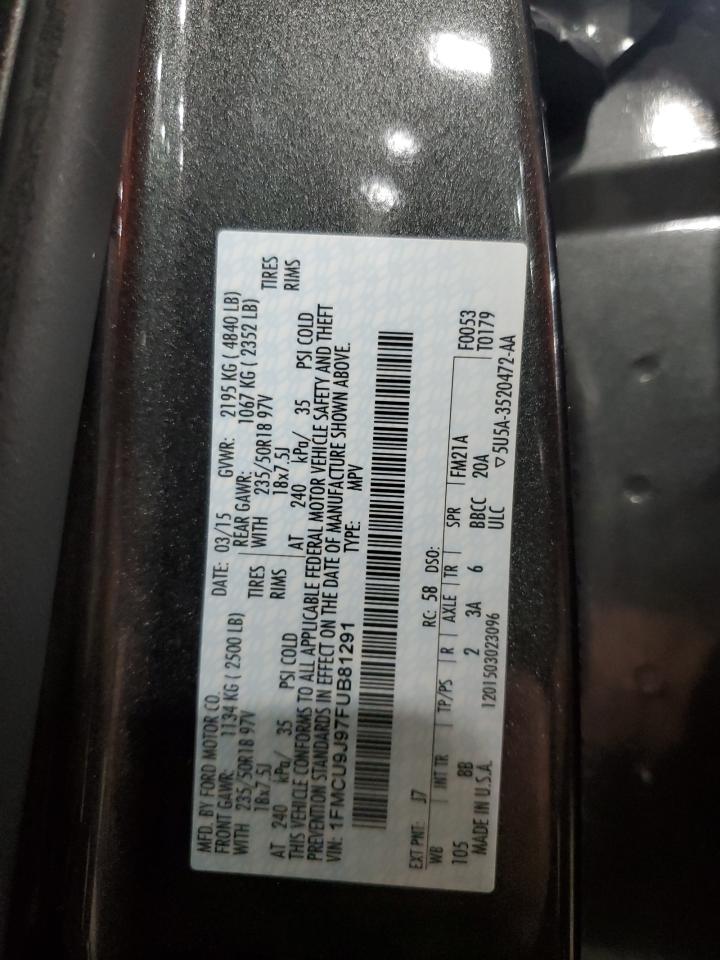 MFD. BY FORD MOTOR CO. DATE: 03/15 GVWR: 2195 KG ( 4840 LB)
FRONT GAWR: 1134 KG ( 2500 LB) REAR GAWR: 1067 KG ( 2352 LB)
WITH 235/50R18 97V TIRES WITH 235/50R18 97V TIRES
18x7.5J RIMS 18x7.5J RIMS
AT 240 kPa/ 35 PSI COLD AT 240 kPa/ 35 PSI COLD
THIS VEHICLE CONFORMS TO ALL APPLICABLE FEDERAL MOTOR VEHICLE SAFETY AND THEFT
PREVENTION STANDARDS IN EFFECT ON THE DATE OF MANUFACTURE SHOWN ABOVE.
VIN: 1FMCU9J97FUB81291 TYPE: MPV
EXT PNT: J7 RC: 58 DSO: F0053
WB INT TR TP/PS R AXLE TR SPR FM21A T0179
105 8B 2 3A 6 BBCC 20A
MADE IN U.S.A. 1201503023096 ULC ▽5U5A-3520472-AA